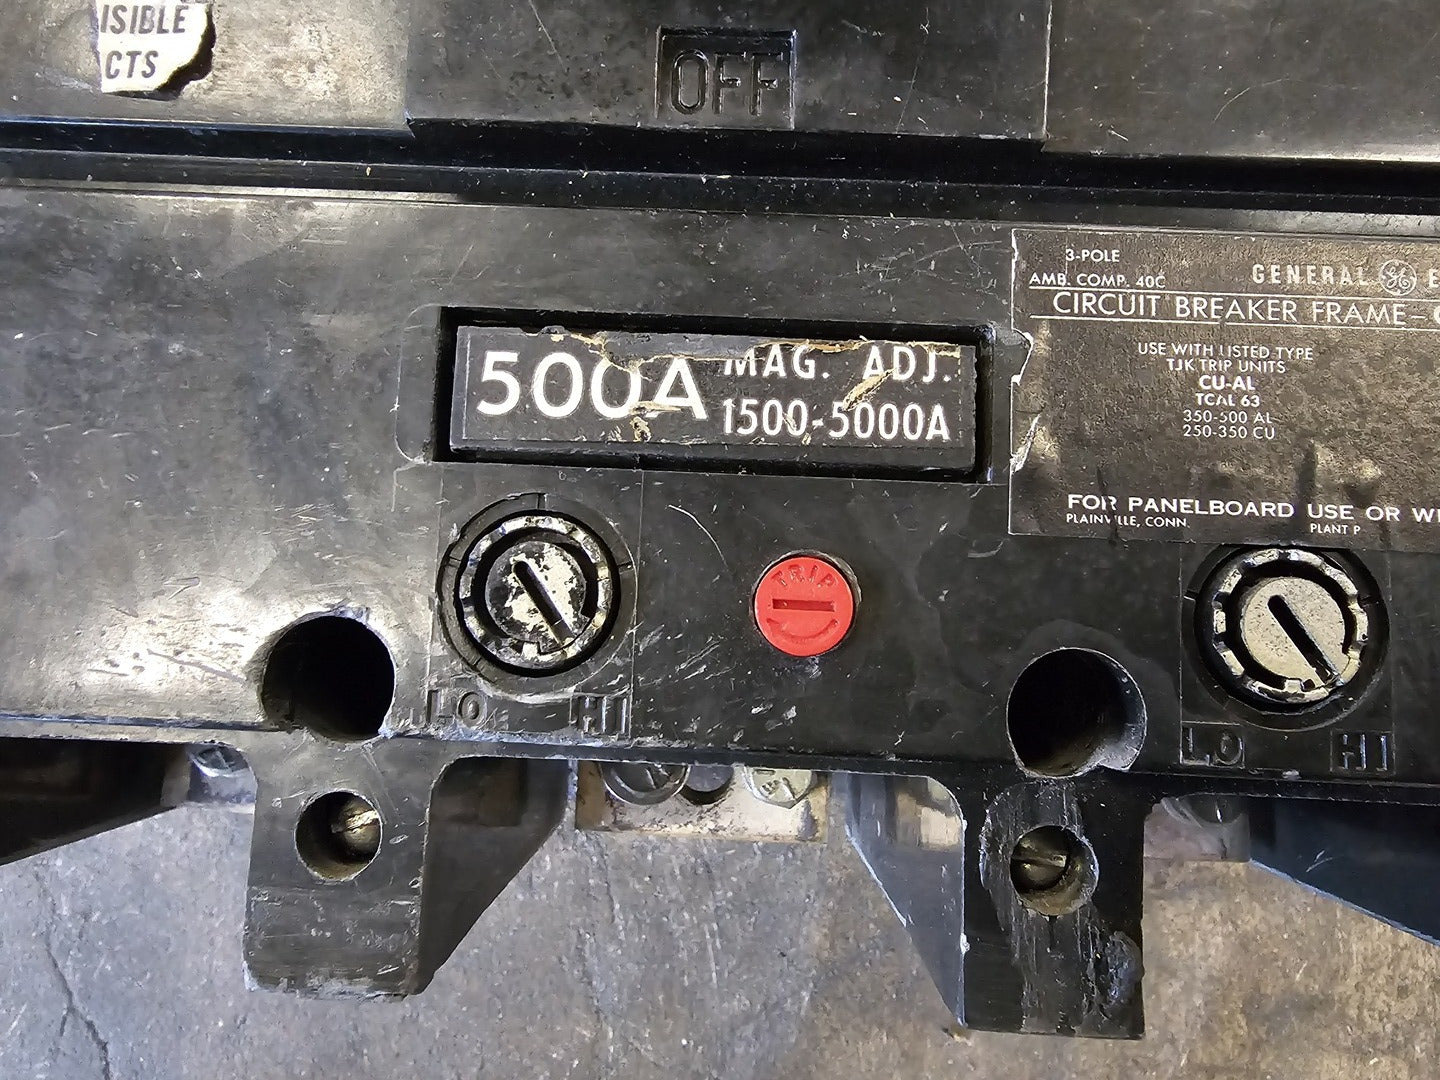 ISIBLE
CTS
OFF
500A
MAG. ADJ.
1500-5000A
3-POLE
AMB. COMP. 40C
GENERAL GE E
CIRCUIT BREAKER FRAME-
USE WITH LISTED TYPE
TJK TRIP UNITS
CU-AL
TCAL 63
350-500 AL
250-350 CU
FOR PANELBOARD USE OR W
PLAINVILLE, CONN.
PLANT P
TRIP
LO HI
LO HI